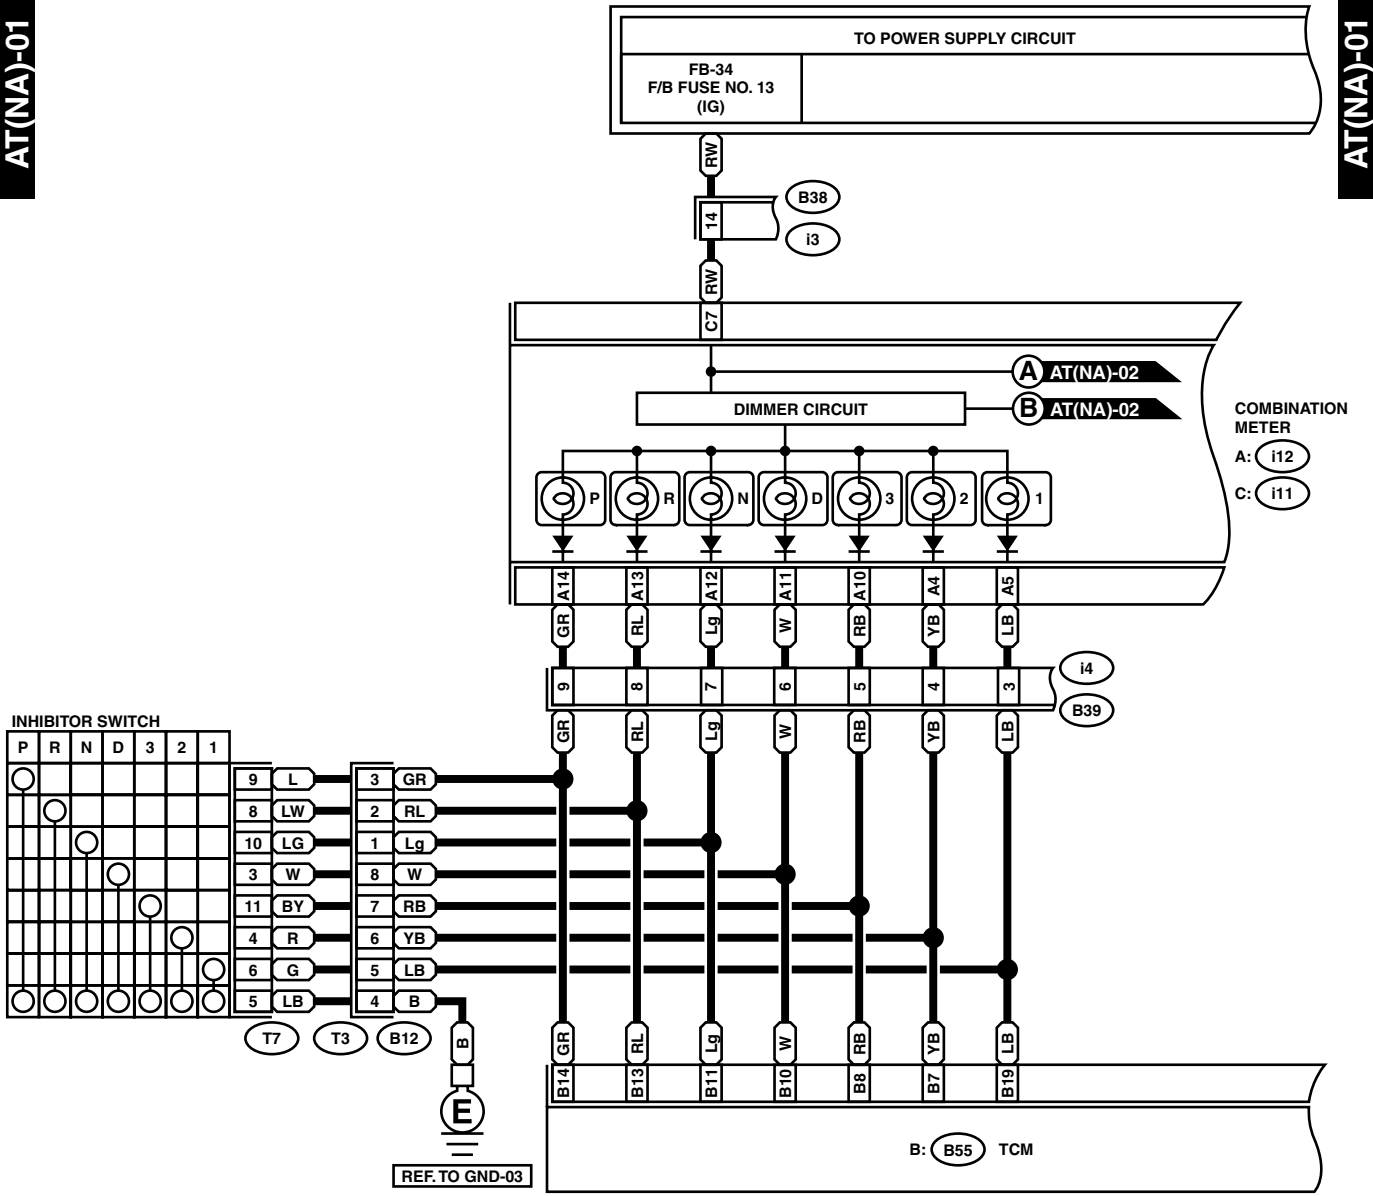 AT(NA)-01
AT(NA)-01
TO POWER SUPPLY CIRCUIT
FB-34
F/B FUSE NO. 13
(IG)
RW
14
B38
i3
RW
C7
A AT(NA)-02
DIMMER CIRCUIT
B AT(NA)-02
COMBINATION
METER
A: i12
C: i11
P R N D 3 2 1
A14 A13 A12 A11 A10 A4 A5
GR RL Lg W RB YB LB
9 8 7 6 5 4 3
i4
B39
GR RL Lg W RB YB LB
INHIBITOR SWITCH
P R N D 3 2 1
9 L 3 GR
8 LW 2 RL
10 LG 1 Lg
3 W 8 W
11 BY 7 RB
4 R 6 YB
6 G 5 LB
5 LB 4 B
T7 T3 B12
B
E
REF. TO GND-03
GR RL Lg W RB YB LB
B14 B13 B11 B10 B8 B7 B19
B: B55 TCM